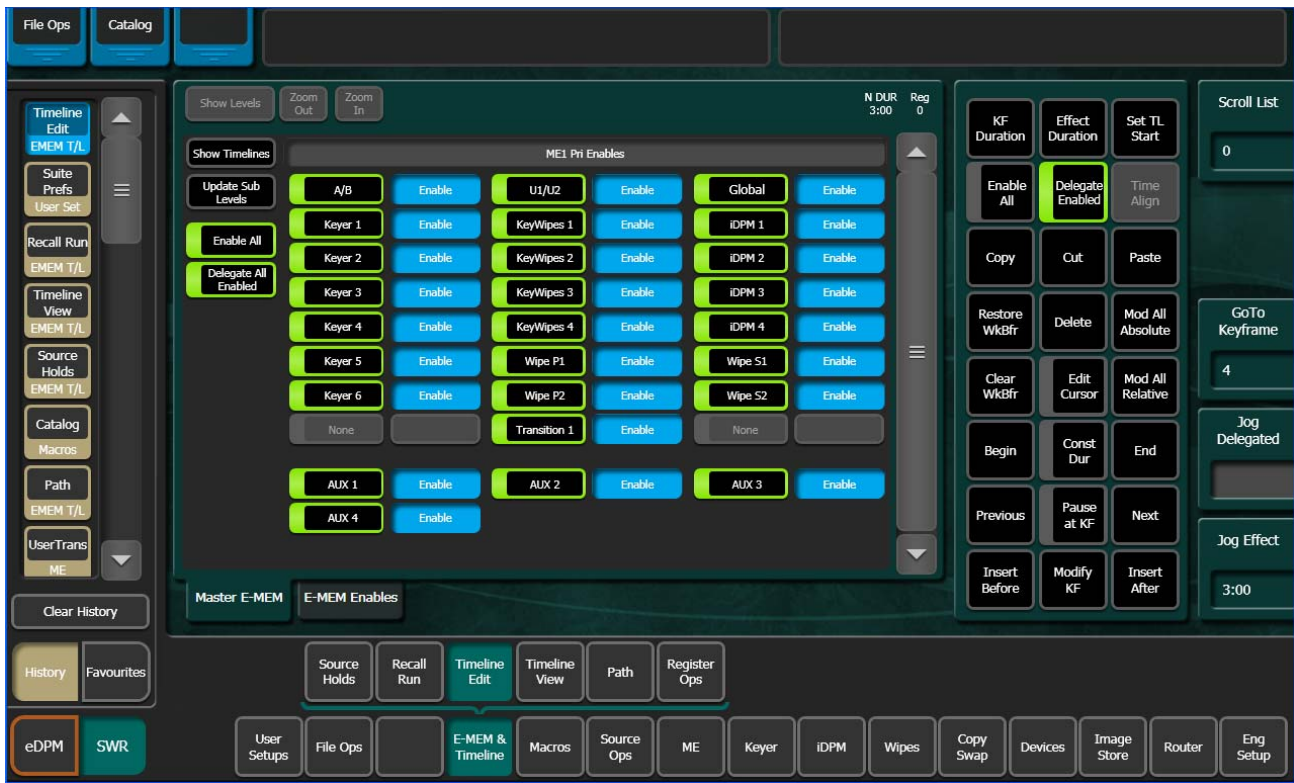 File Ops
Catalog
Timeline
Edit
EMEM T/L
Suite
Prefs
User Set
Recall Run
EMEM T/L
Timeline
View
EMEM T/L
Source
Holds
EMEM T/L
Catalog
Macros
Path
EMEM T/L
UserTrans
ME
Clear History
History
Favourites
eDPM
SWR
Show Levels
Zoom
Out
Zoom
In
N DUR
3:00
Reg
0
Show Timelines
ME1 Pri Enables
Update Sub
Levels
Enable All
Delegate All
Enabled
A/B Enable U1/U2 Enable Global Enable
Keyer 1 Enable KeyWipes 1 Enable iDPM 1 Enable
Keyer 2 Enable KeyWipes 2 Enable iDPM 2 Enable
Keyer 3 Enable KeyWipes 3 Enable iDPM 3 Enable
Keyer 4 Enable KeyWipes 4 Enable iDPM 4 Enable
Keyer 5 Enable Wipe P1 Enable Wipe S1 Enable
Keyer 6 Enable Wipe P2 Enable Wipe S2 Enable
None Transition 1 Enable None
AUX 1 Enable AUX 2 Enable AUX 3 Enable
AUX 4 Enable
Master E-MEM
E-MEM Enables
KF
Duration
Effect
Duration
Set TL
Start
Enable
All
Delegate
Enabled
Time
Align
Copy
Cut
Paste
Restore
WkBfr
Delete
Mod All
Absolute
Clear
WkBfr
Edit
Cursor
Mod All
Relative
Begin
Const
Dur
End
Previous
Pause
at KF
Next
Insert
Before
Modify
KF
Insert
After
Scroll List
0
GoTo
Keyframe
4
Jog
Delegated
Jog Effect
3:00
Source
Holds
Recall
Run
Timeline
Edit
Timeline
View
Path
Register
Ops
User
Setups
File Ops
E-MEM &
Timeline
Macros
Source
Ops
ME
Keyer
iDPM
Wipes
Copy
Swap
Devices
Image
Store
Router
Eng
Setup